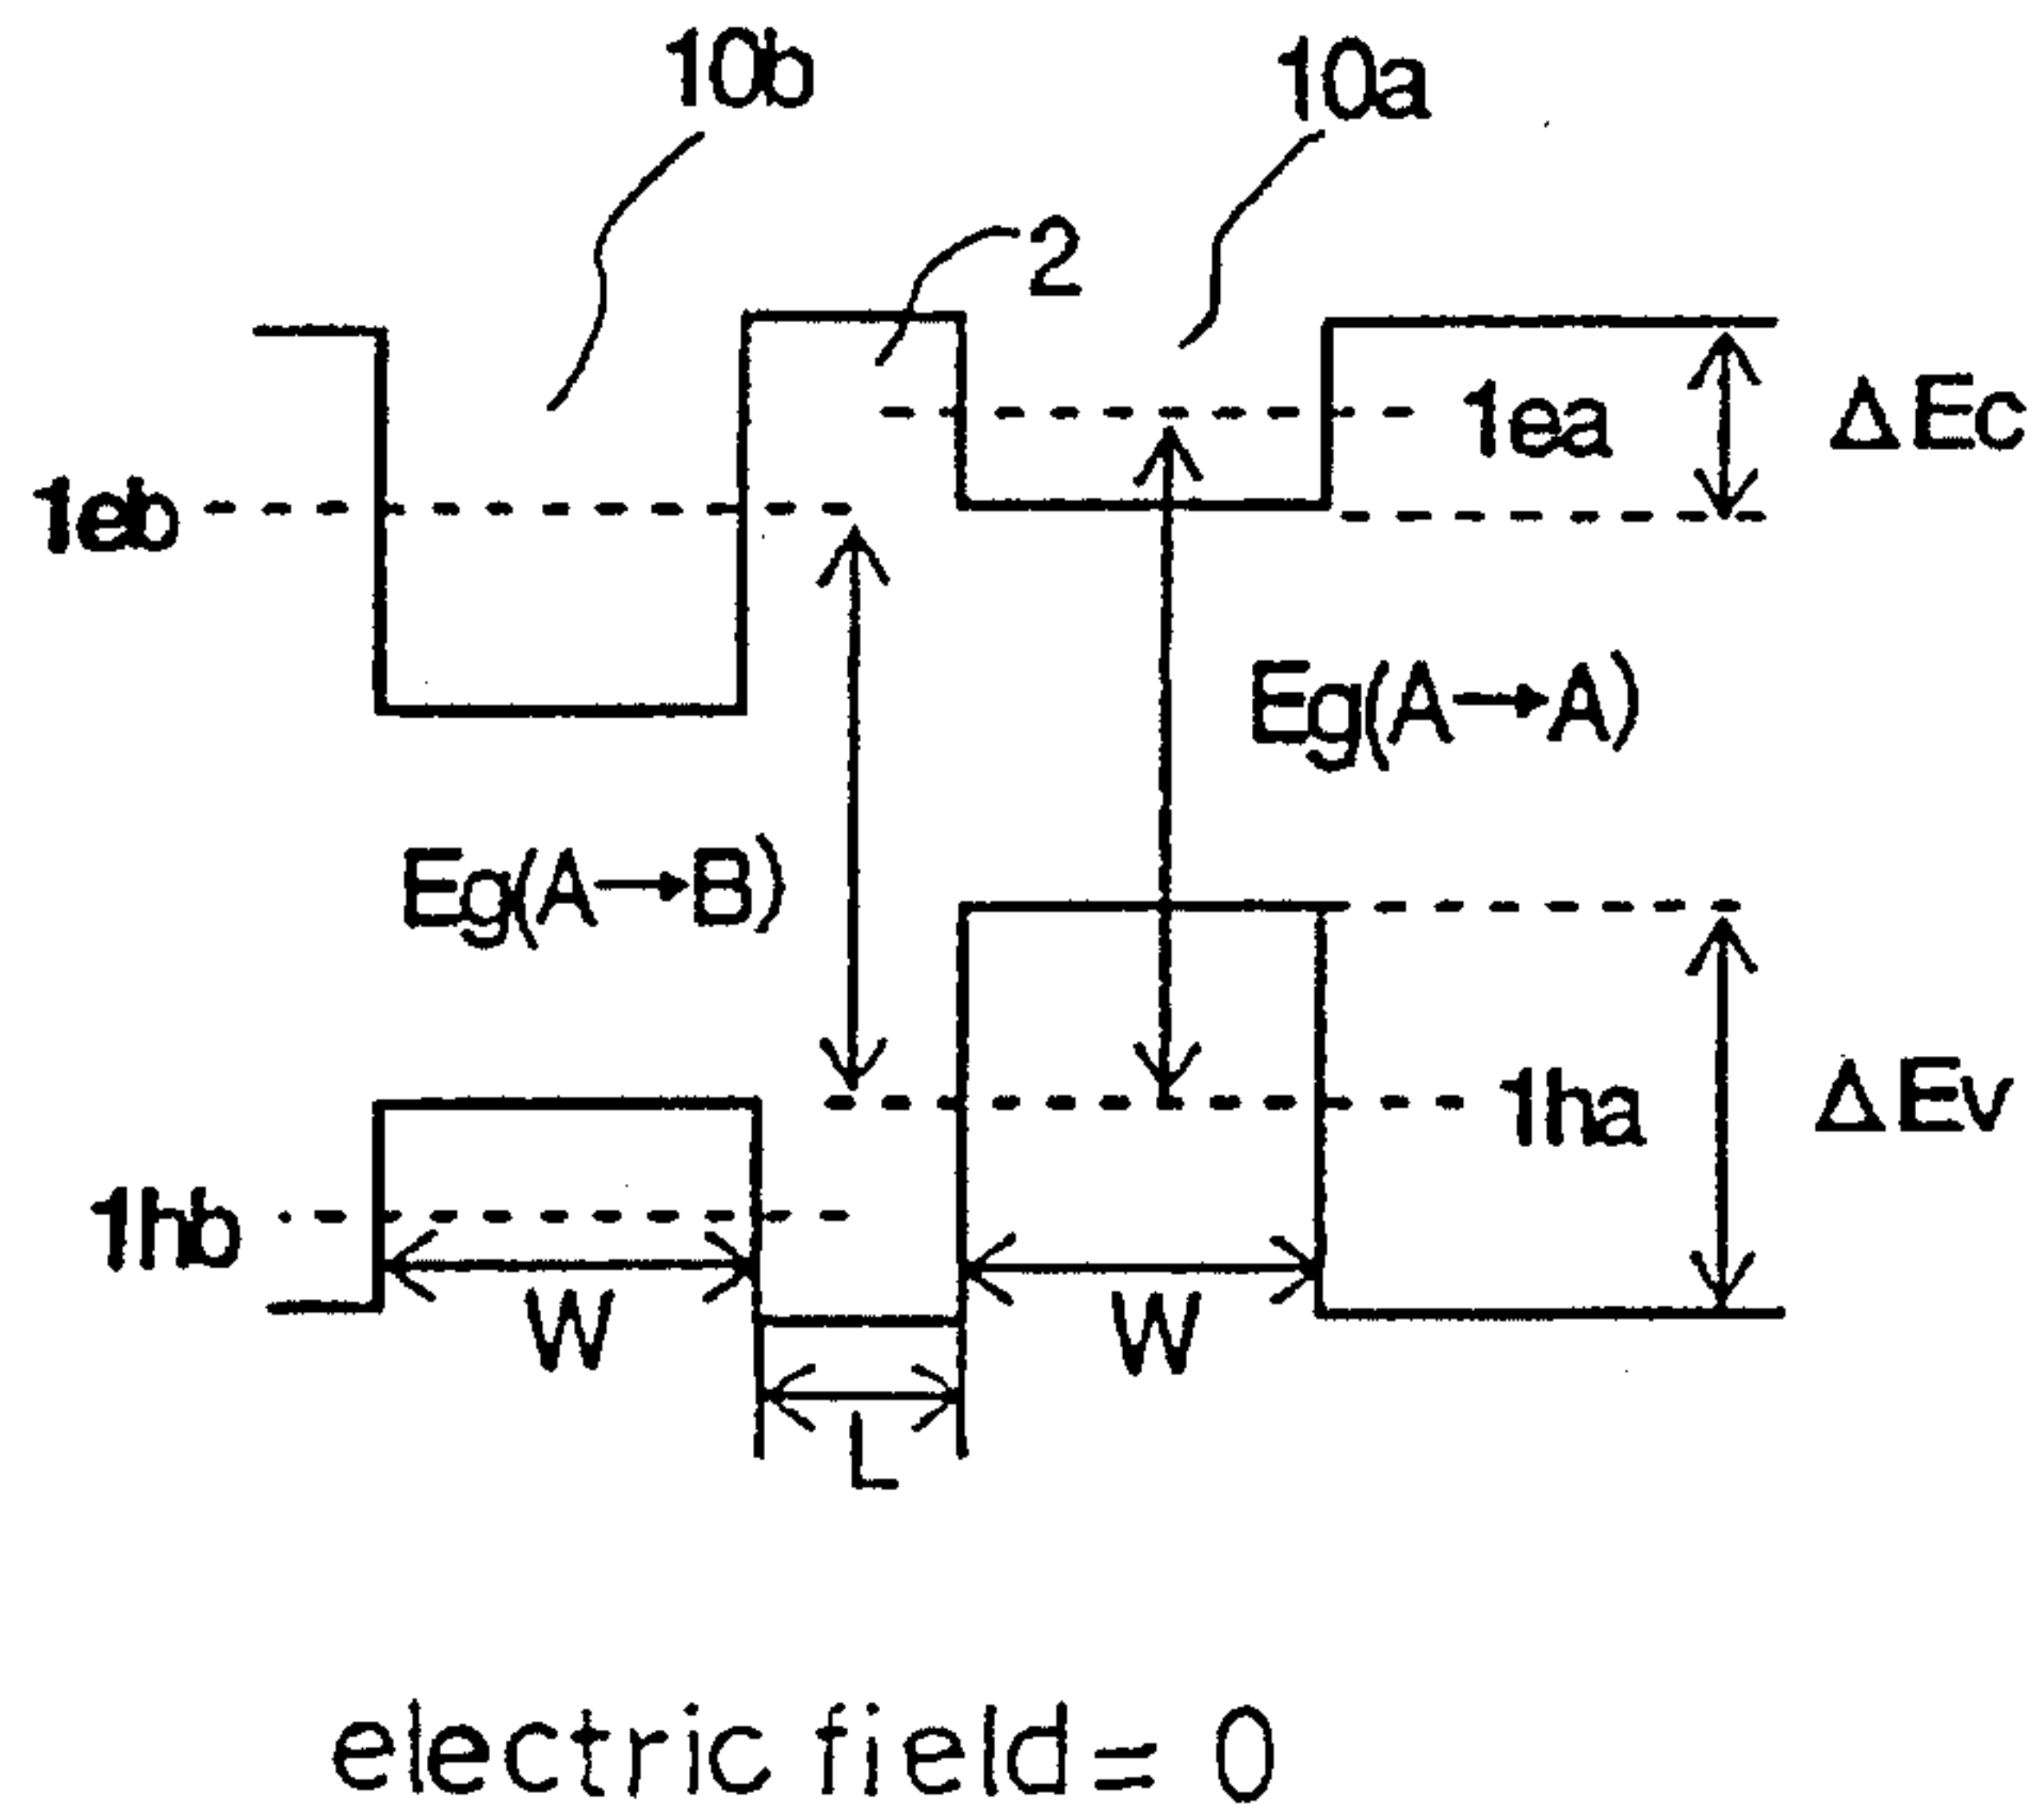 10b
10a
2
1ea
ΔEc
1eb
Eg(A→A)
Eg(A→B)
1ha
ΔEv
1hb
W
W
L
electric field= 0